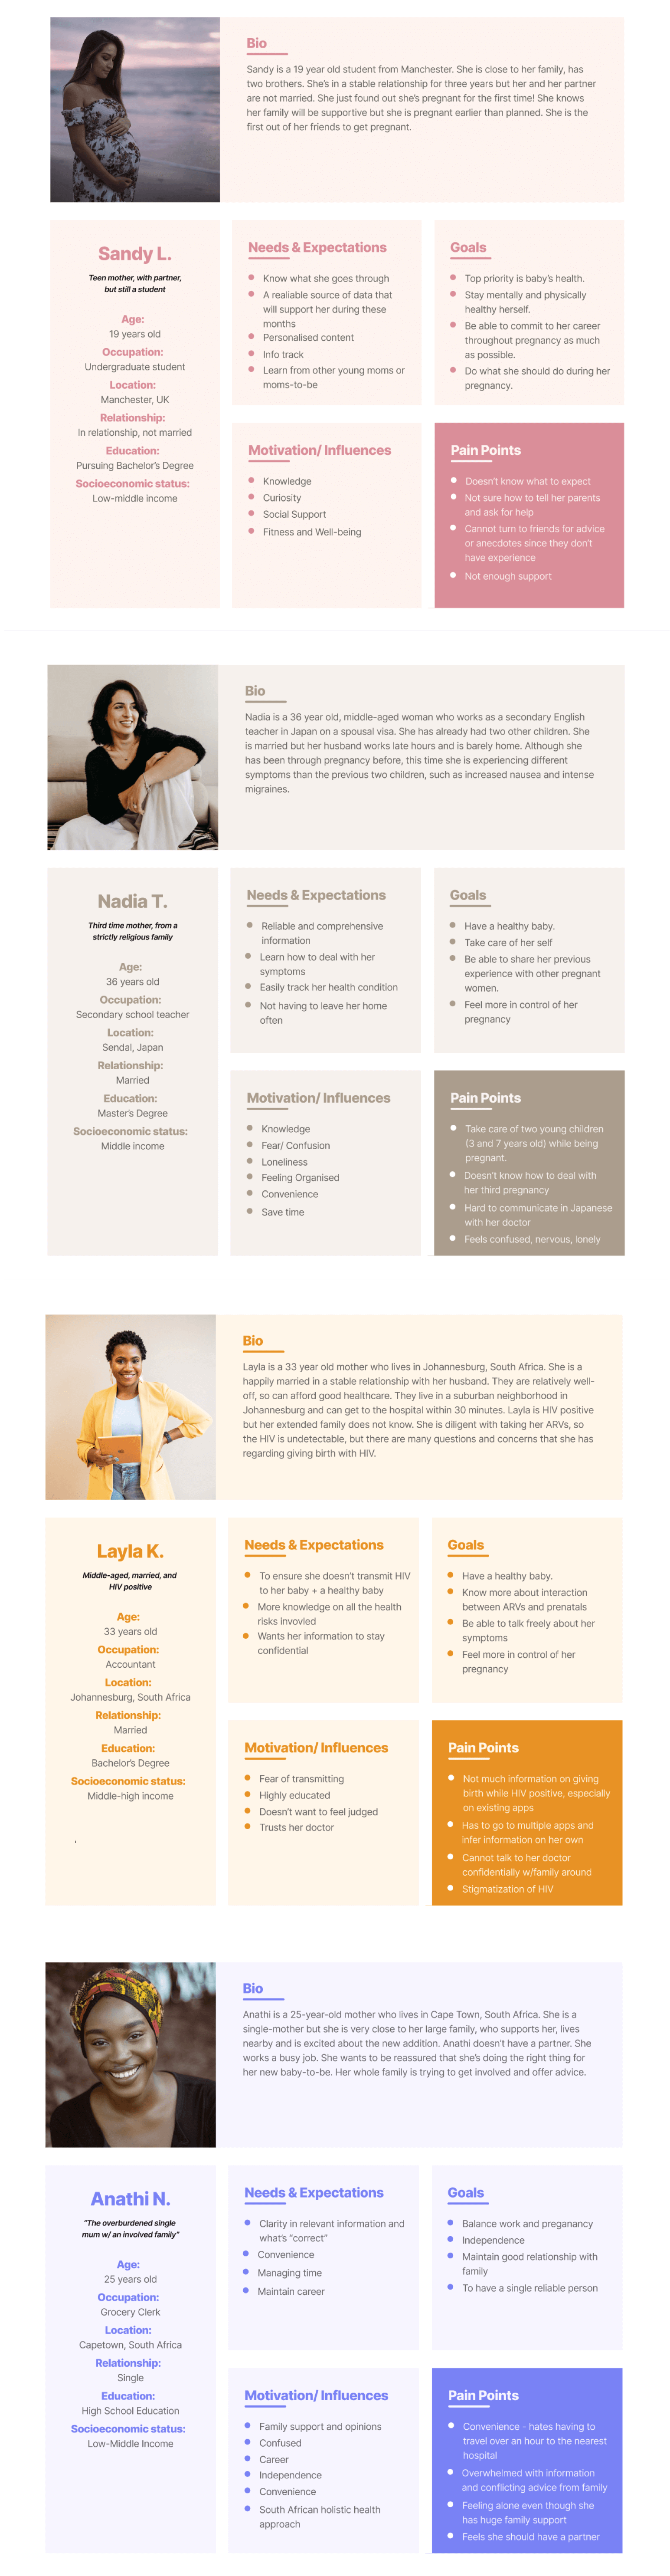 Bio
Sandy is a 19 year old student from Manchester. She is close to her family, has
two brothers. She's in a stable relationship for three years but her and her partner
are not married. She just found out she's pregnant for the first time! She knows
her family will be supportive but she is pregnant earlier than planned. She is the
first out of her friends to get pregnant.
Sandy L.
Teen mother, with partner,
but still a student
Age:
19 years old
Occupation:
Undergraduate student
Location:
Manchester, UK
Relationship:
In relationship, not married
Education:
Pursuing Bachelor's Degree
Socioeconomic status:
Low-middle income
Needs & Expectations
Know what she goes through
A realiable source of data that
will support her during these
months
Personalised content
Info track
Learn from other young moms or
moms-to-be
Goals
Top priority is baby's health.
Stay mentally and physically
healthy herself.
Be able to commit to her career
throughout pregnancy as much
as possible.
Do what she should do during her
pregnancy.
Motivation/ Influences
Knowledge
Curiosity
Social Support
Fitness and Well-being
Pain Points
Doesn't know what to expect
Not sure how to tell her parents
and ask for help
Cannot turn to friends for advice
or anecdotes since they don't
have experience
Not enough support
Bio
Nadia is a 36 year old, middle-aged woman who works as a secondary English
teacher in Japan on a spousal visa. She has already had two other children. She
is married but her husband works late hours and is barely home. Although she
has been through pregnancy before, this time she is experiencing different
symptoms than the previous two children, such as increased nausea and intense
migraines.
Nadia T.
Third time mother, from a
strictly religious family
Age:
36 years old
Occupation:
Secondary school teacher
Location:
Sendal, Japan
Relationship:
Married
Education:
Master's Degree
Socioeconomic status:
Middle income
Needs & Expectations
Reliable and comprehensive
information
Learn how to deal with her
symptoms
Easily track her health condition
Not having to leave her home
often
Goals
Have a healthy baby.
Take care of her self
Be able to share her previous
experience with other pregnant
women.
Feel more in control of her
pregnancy
Motivation/ Influences
Knowledge
Fear/ Confusion
Loneliness
Feeling Organised
Convenience
Save time
Pain Points
Take care of two young children
(3 and 7 years old) while being
pregnant.
Doesn't know how to deal with
her third pregnancy
Hard to communicate in Japanese
with her doctor
Feels confused, nervous, lonely
Bio
Layla is a 33 year old mother who lives in Johannesburg, South Africa. She is a
happily married in a stable relationship with her husband. They are relatively well-
off, so can afford good healthcare. They live in a suburban neighborhood in
Johannesburg and can get to the hospital within 30 minutes. Layla is HIV positive
but her extended family does not know. She is diligent with taking her ARVs, so
the HIV is undetectable, but there are many questions and concerns that she has
regarding giving birth with HIV.
Layla K.
Middle-aged, married, and
HIV positive
Age:
33 years old
Occupation:
Accountant
Location:
Johannesburg, South Africa
Relationship:
Married
Education:
Bachelor's Degree
Socioeconomic status:
Middle-high income
Needs & Expectations
To ensure she doesn't transmit HIV
to her baby + a healthy baby
More knowledge on all the health
risks invovled
Wants her information to stay
confidential
Goals
Have a healthy baby.
Know more about interaction
between ARVs and prenatals
Be able to talk freely about her
symptoms
Feel more in control of her
pregnancy
Motivation/ Influences
Fear of transmitting
Highly educated
Doesn't want to feel judged
Trusts her doctor
Pain Points
Not much information on giving
birth while HIV positive, especially
on existing apps
Has to go to multiple apps and
infer information on her own
Cannot talk to her doctor
confidentially w/family around
Stigmatization of HIV
Bio
Anathi is a 25-year-old mother who lives in Cape Town, South Africa. She is a
single-mother but she is very close to her large family, who supports her, lives
nearby and is excited about the new addition. Anathi doesn't have a partner. She
works a busy job. She wants to be reassured that she's doing the right thing for
her new baby-to-be. Her whole family is trying to get involved and offer advice.
Anathi N.
"The overburdened single
mum w/ an involved family"
Age:
25 years old
Occupation:
Grocery Clerk
Location:
Capetown, South Africa
Relationship:
Single
Education:
High School Education
Socioeconomic status:
Low-Middle Income
Needs & Expectations
Clarity in relevant information and
what's "correct"
Convenience
Managing time
Maintain career
Goals
Balance work and preganancy
Independence
Maintain good relationship with
family
To have a single reliable person
Motivation/ Influences
Family support and opinions
Confused
Career
Independence
Convenience
South African holistic health
approach
Pain Points
Convenience - hates having to
travel over an hour to the nearest
hospital
Overwhelmed with information
and conflicting advice from family
Feeling alone even though she
has huge family support
Feels she should have a partner